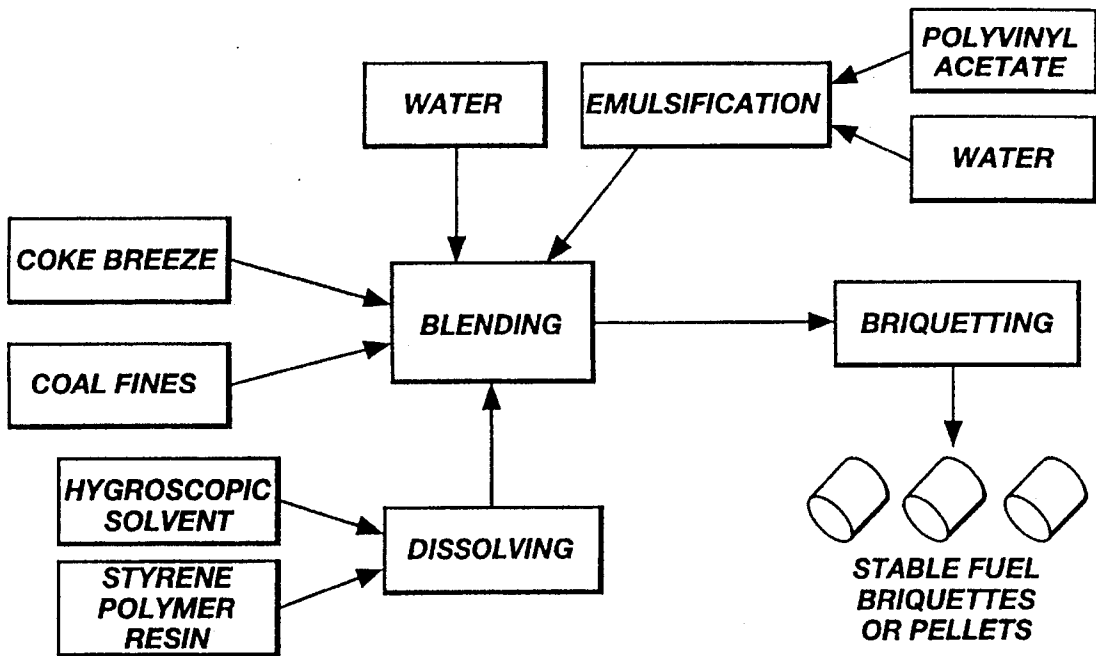 POLYVINYL
ACETATE
WATER
EMULSIFICATION
WATER
COKE BREEZE
BLENDING
BRIQUETTING
COAL FINES
HYGROSCOPIC
SOLVENT
DISSOLVING
STYRENE
POLYMER
RESIN
STABLE FUEL
BRIQUETTES
OR PELLETS